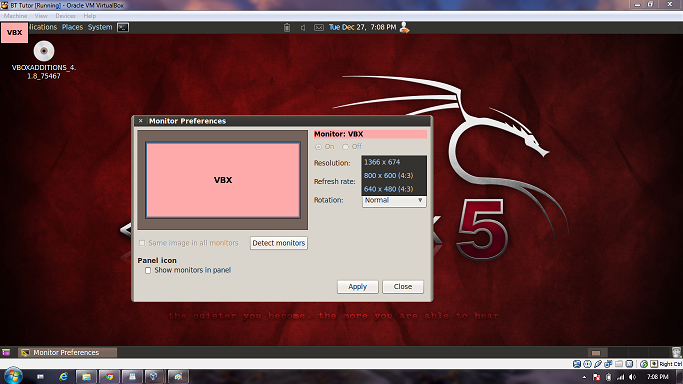 BT Tutor [Running] - Oracle VM VirtualBox
Machine View Devices Help
VBX
lications Places System
Tue Dec 27, 7:08 PM
VBOXADDITIONS_4.
1.8_75467
Monitor Preferences
VBX
Monitor: VBX
On Off
Resolution:
1366 x 674
800 x 600 (4:3)
640 x 480 (4:3)
Refresh rate:
Rotation: Normal
Same image in all monitors
Detect monitors
Panel icon
Show monitors in panel
Apply Close
<< x 5
the quieter you become, the more you are able to hear
Monitor Preferences
Right Ctrl
7:08 PM